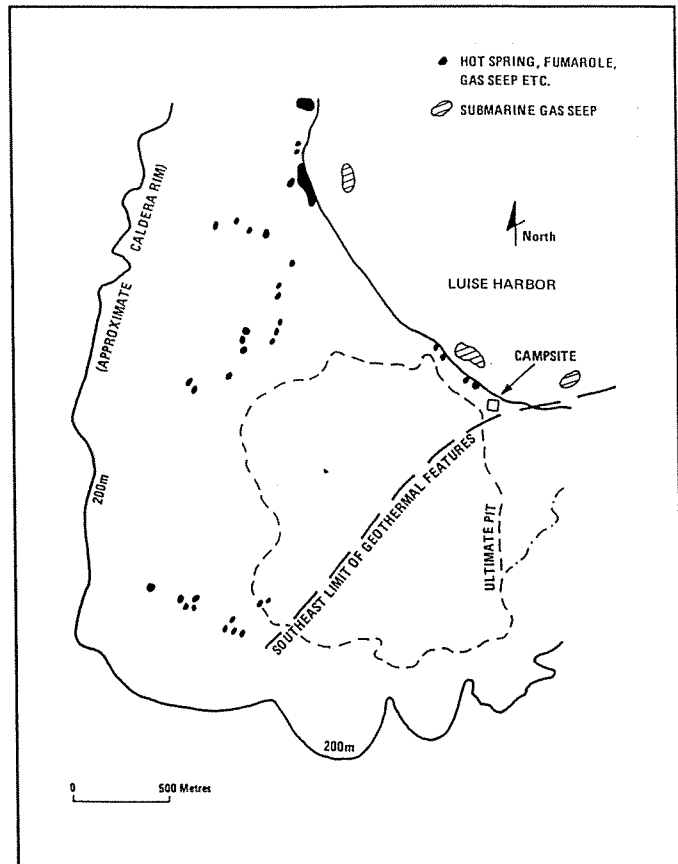 HOT SPRING, FUMAROLE,
GAS SEEP ETC.
SUBMARINE GAS SEEP
(APPROXIMATE CALDERA RIM)
North
LUISE HARBOR
CAMPSITE
200m
SOUTHEAST LIMIT OF GEOTHERMAL FEATURES
ULTIMATE PIT
200m
0 500 Metres